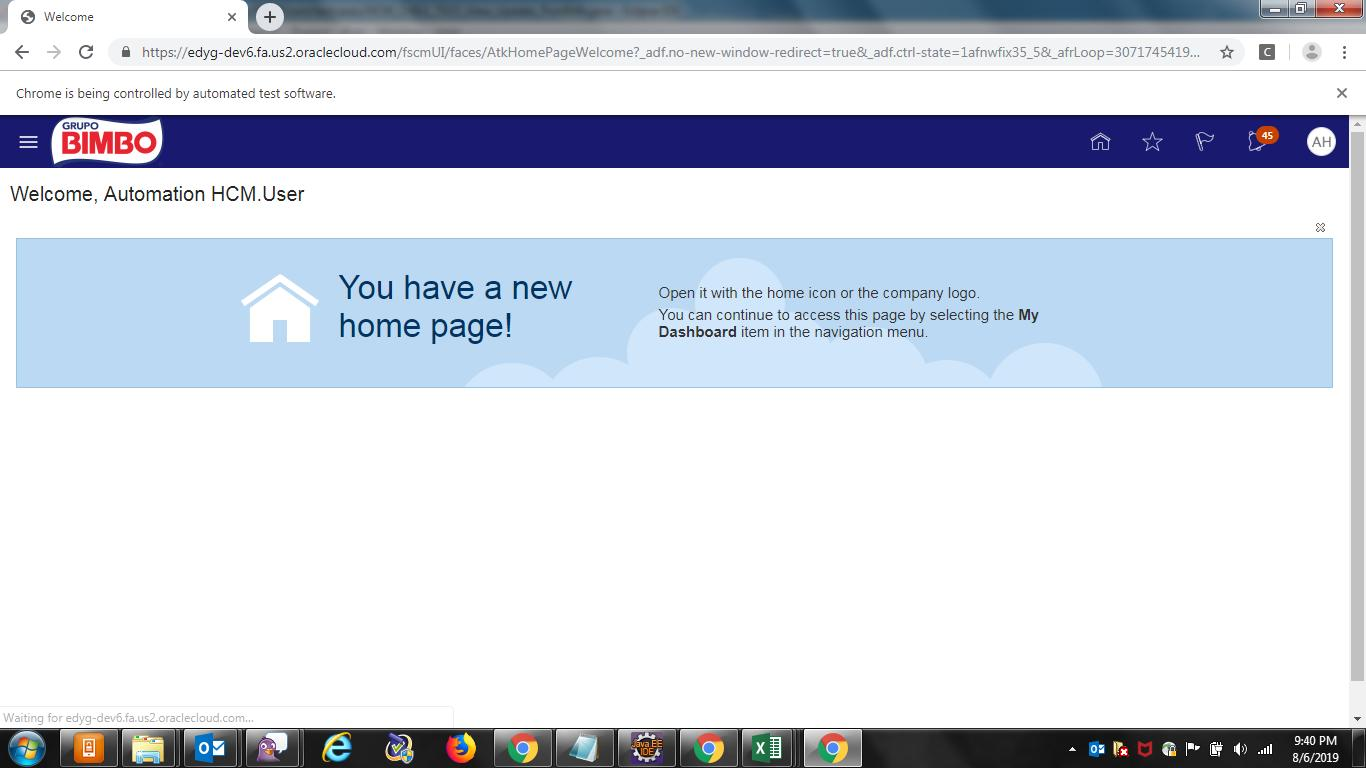 Welcome
https://edyg-dev6.fa.us2.oraclecloud.com/fscmUI/faces/AtkHomePageWelcome?_adf.no-new-window-redirect=true&_adf.ctrl-state=1afnwfix35_5&_afrLoop=3071745419...
C
Chrome is being controlled by automated test software.
GRUPO
BIMBO
45
AH
Welcome, Automation HCM.User
You have a new
home page!
Open it with the home icon or the company logo.
You can continue to access this page by selecting the My
Dashboard item in the navigation menu.
Waiting for edyg-dev6.fa.us2.oraclecloud.com...
Java EE
IDE
9:40 PM
8/6/2019